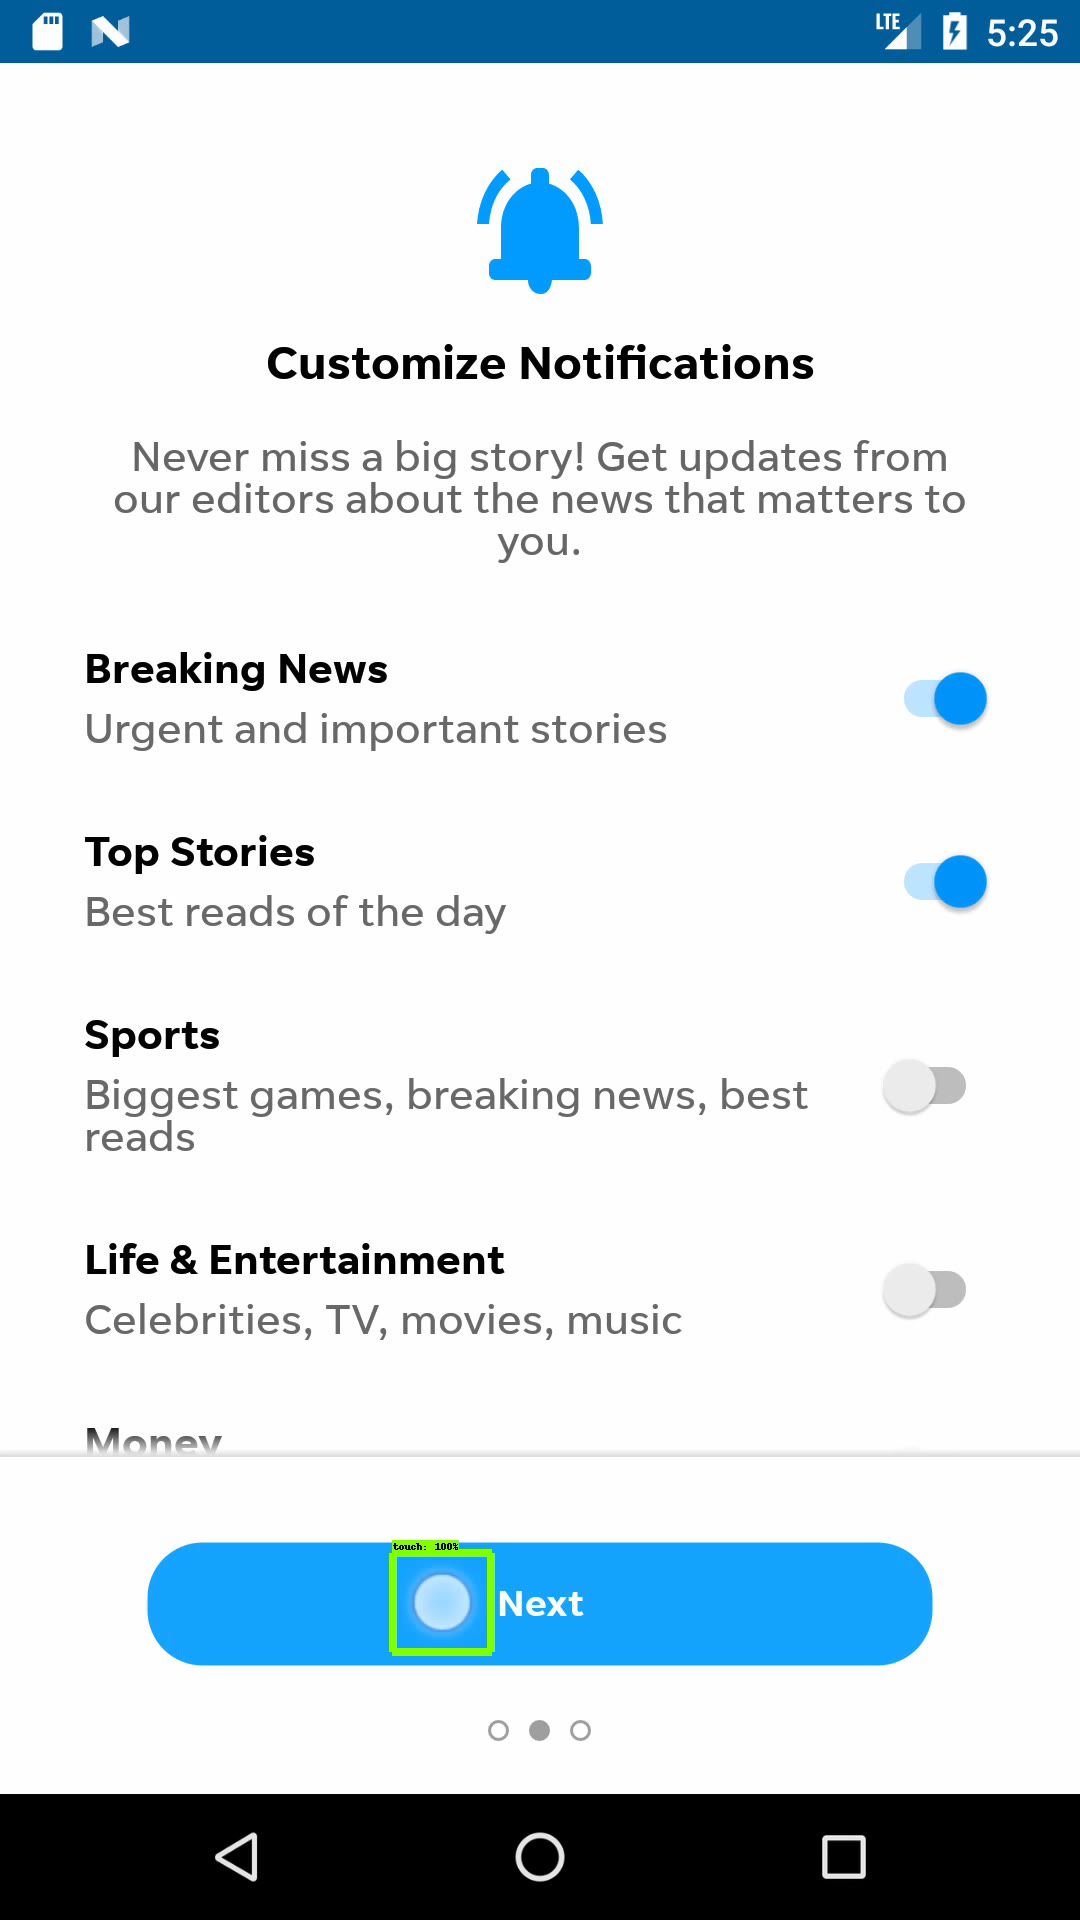 LTE 5:25
Customize Notifications
Never miss a big story! Get updates from
our editors about the news that matters to
you.
Breaking News
Urgent and important stories
Top Stories
Best reads of the day
Sports
Biggest games, breaking news, best
reads
Life & Entertainment
Celebrities, TV, movies, music
Money
touch: 100%
Next